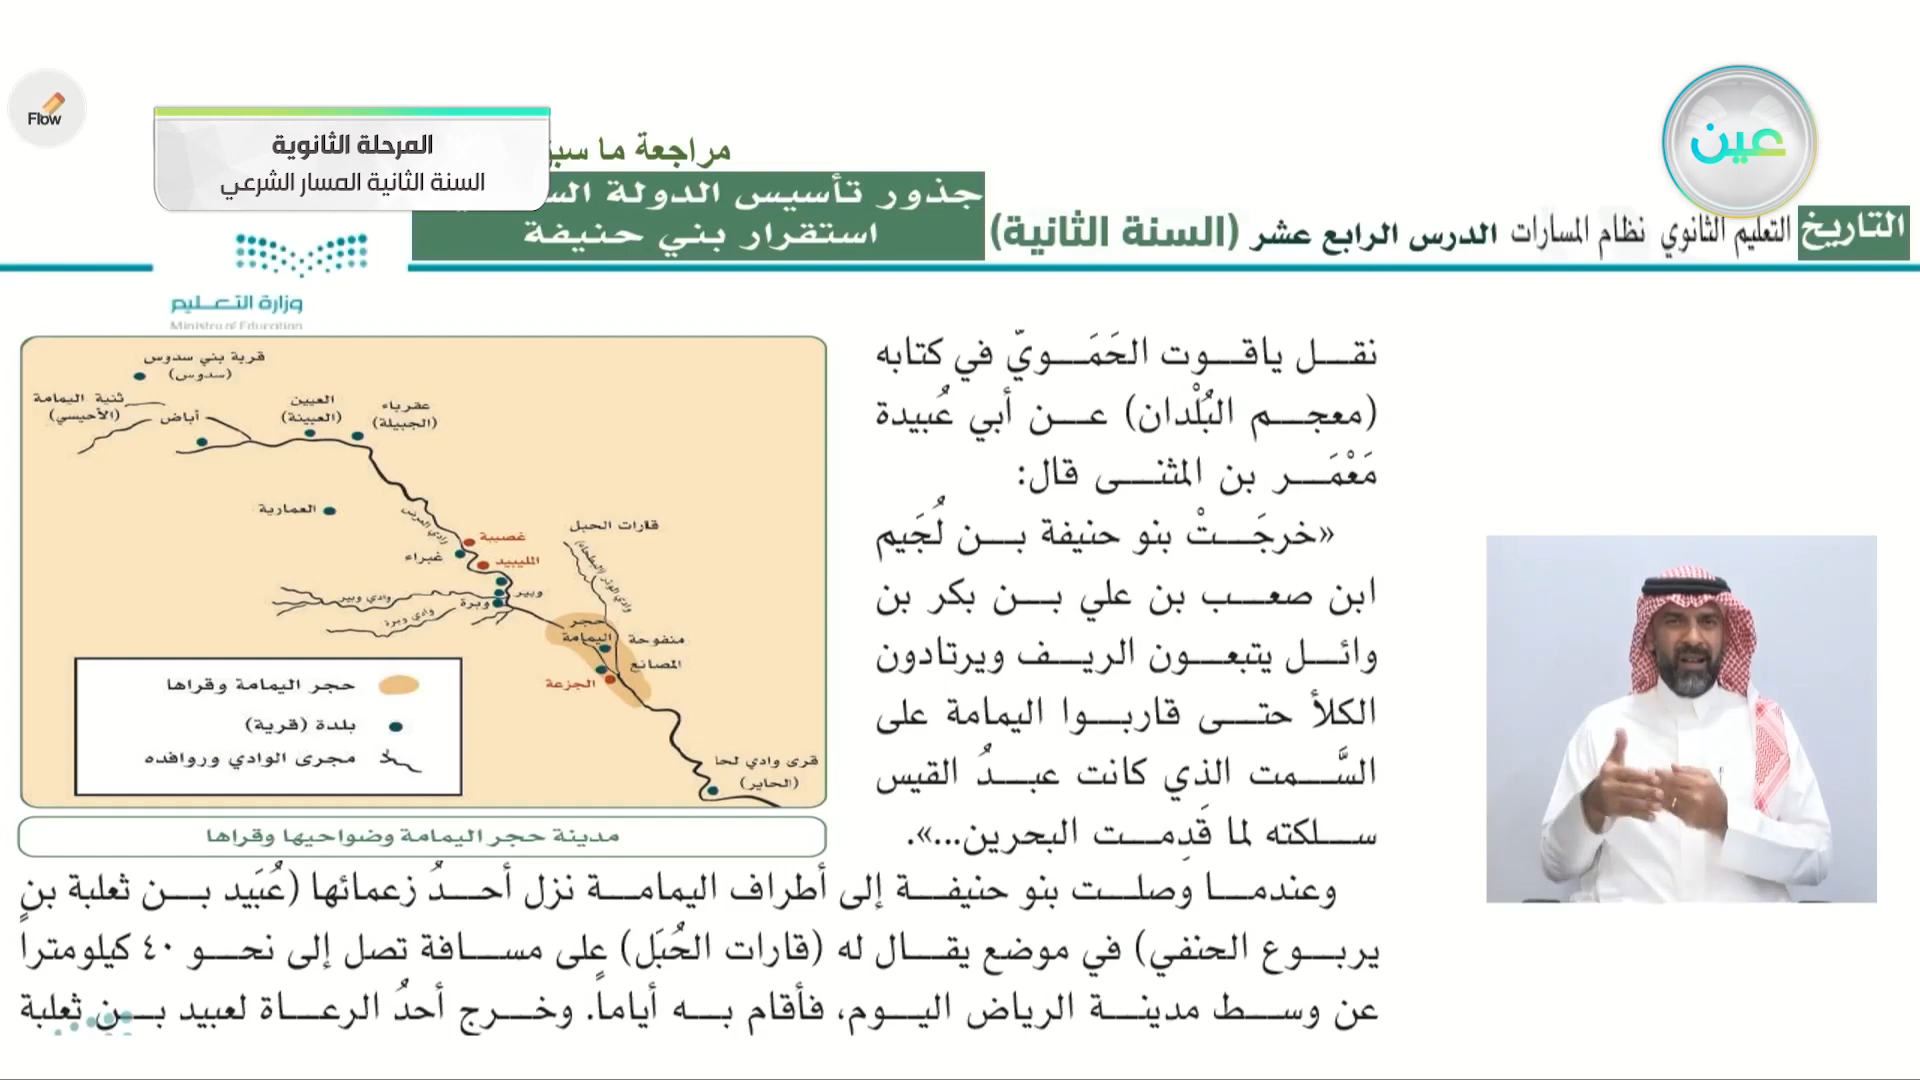 Flow
المرحلة الثانوية
السنة الثانية المسار الشرعي
عين
مراجعة ما
التاريخ
التعليم الثانوي نظام المسارات
الدرس الرابع عشر
(السنة الثانية)
جذور تأسيس الدولة
استقرار بني حنيفة
وزارة التعليم
Ministry of Education
نقل ياقوت الحَمَويّ في كتابه
(معجم البُلْدان) عن أبي عُبيدة
مَعْمَر بن المثنى قال:
«خرجَتْ بنو حنيفة بن لُجَيم
ابن صعب بن علي بن بكر بن
وائل يتبعون الريف ويرتادون
الكلأ حتى قاربوا اليمامة على
السَّمت الذي كانت عبدُ القيس
سلكته لما قَدِمت البحرين...».
وعندما وصلت بنو حنيفة إلى أطراف اليمامة نزل أحدُ زعمائها (عُبَيد بن ثعلبة بن
يربوع الحنفي) في موضع يقال له (قارات الحُبَل) على مسافة تصل إلى نحو ٤٠ كيلومتراً
عن وسط مدينة الرياض اليوم، فأقام به أياماً. وخرج أحدُ الرعاة لعبيد بن ثعلبة
قرية بني سدوس
(سدوس)
ثنية اليمامة
(الأحيسي)
أباض
العيين
(العيينة)
عقرباء
(الجبيلة)
العمارية
وادي العرض
غصيبة
غبراء
المليبيد
قارات الحبل
وادي الوتر (البطحاء)
وبير
وادي وبير
وبرة
وادي وبرة
حجر
اليمامة
منفوحة
المصانع
الجزعة
قرى وادي لحا
(الحاير)
حجر اليمامة وقراها
بلدة (قرية)
مجرى الوادي وروافده
مدينة حجر اليمامة وضواحيها وقراها